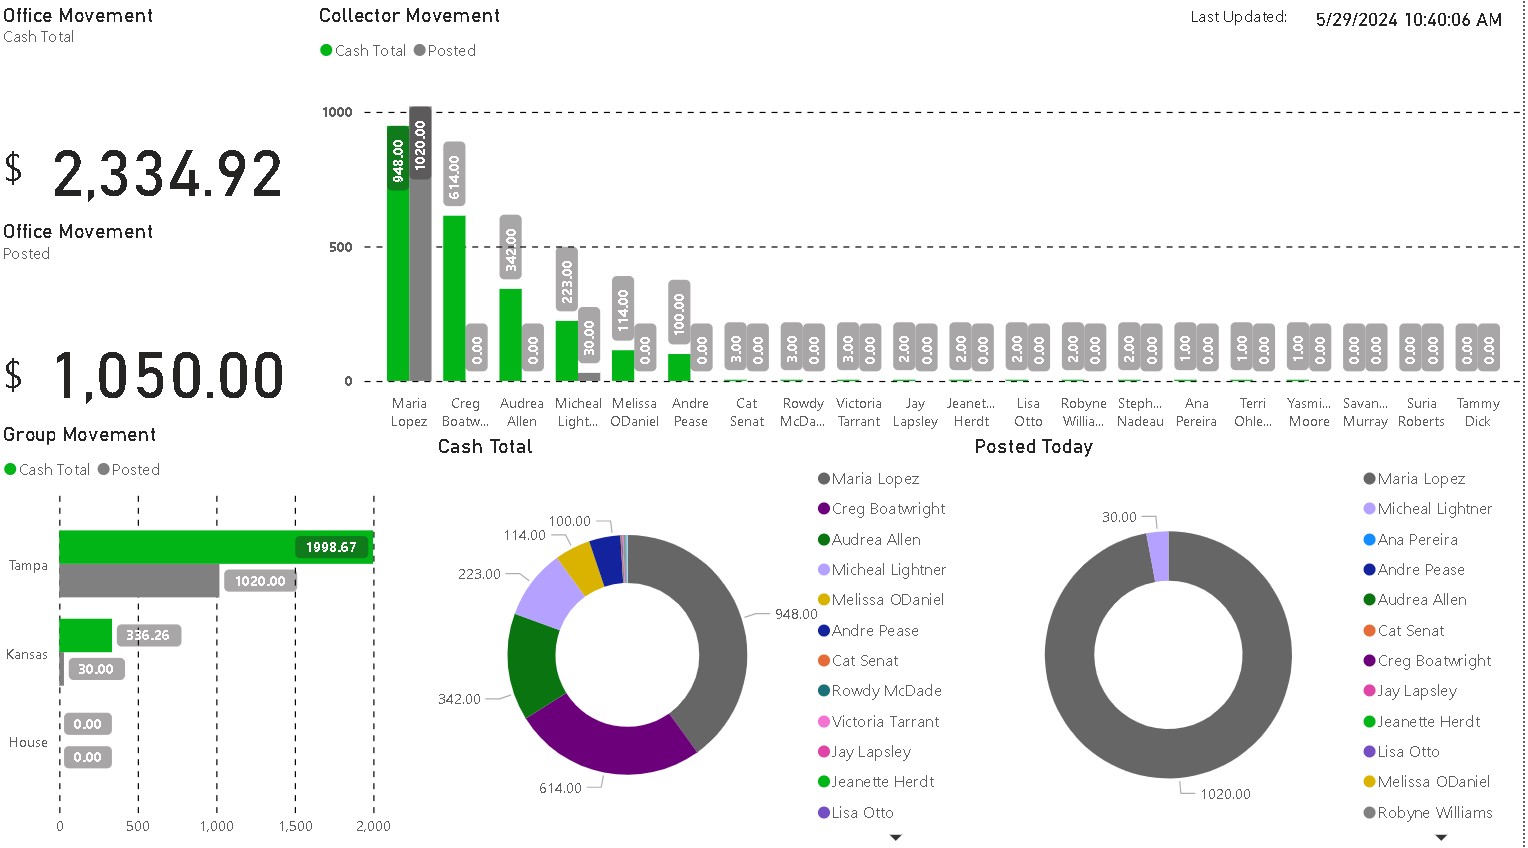 Office Movement
Cash Total
$ 2,334.92
Office Movement
Posted
$ 1,050.00
Collector Movement
Cash Total Posted
Last Updated: 5/29/2024 10:40:06 AM
1000
500
0
948.00 1020.00 614.00 0.00 342.00 0.00 223.00 30.00 114.00 0.00 100.00 0.00 3.00 0.00 3.00 0.00 3.00 0.00 2.00 0.00 2.00 0.00 2.00 0.00 2.00 0.00 2.00 0.00 1.00 0.00 1.00 0.00 1.00 0.00 0.00 0.00 0.00 0.00 0.00 0.00
Maria Creg Audrea Micheal Melissa Andre Cat Rowdy Victoria Jay Jeanet... Lisa Robyne Steph... Ana Terri Yasmi... Savan... Suria Tammy
Lopez Boatw... Allen Light... ODaniel Pease Senat McDa... Tarrant Lapsley Herdt Otto Willia... Nadeau Pereira Ohle... Moore Murray Roberts Dick
Group Movement
Cash Total Posted
Tampa
1998.67
1020.00
Kansas
336.26
30.00
House
0.00
0.00
0 500 1,000 1,500 2,000
Cash Total
100.00
114.00
223.00
948.00
342.00
614.00
Maria Lopez
Creg Boatwright
Audrea Allen
Micheal Lightner
Melissa ODaniel
Andre Pease
Cat Senat
Rowdy McDade
Victoria Tarrant
Jay Lapsley
Jeanette Herdt
Lisa Otto
Posted Today
30.00
1020.00
Maria Lopez
Micheal Lightner
Ana Pereira
Andre Pease
Audrea Allen
Cat Senat
Creg Boatwright
Jay Lapsley
Jeanette Herdt
Lisa Otto
Melissa ODaniel
Robyne Williams